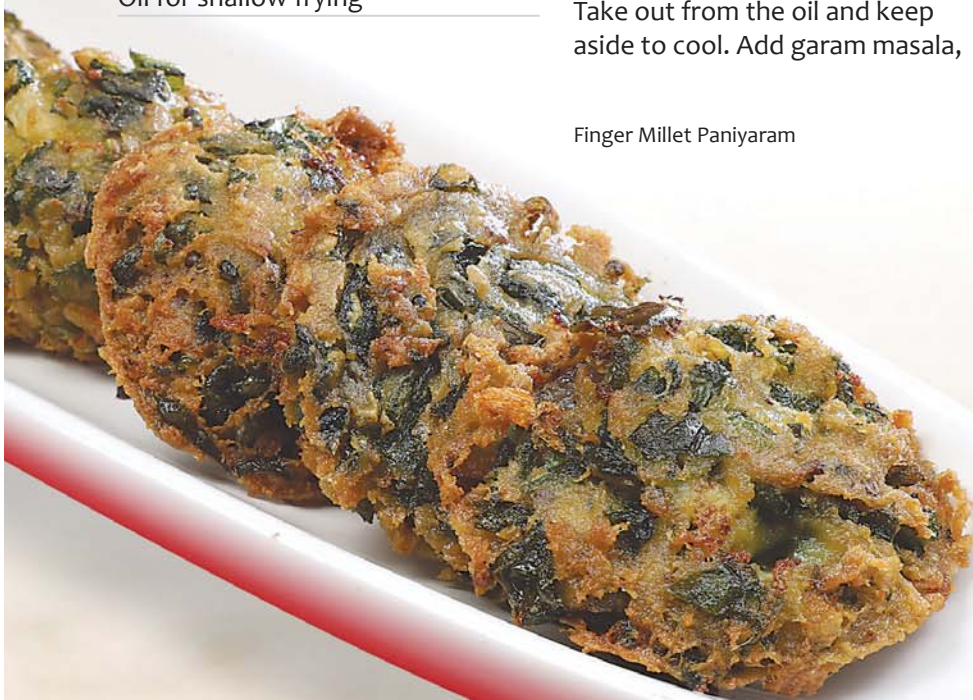 Oil for shallow frying
Take out from the oil and keep
aside to cool. Add garam masala,
Finger Millet Paniyaram